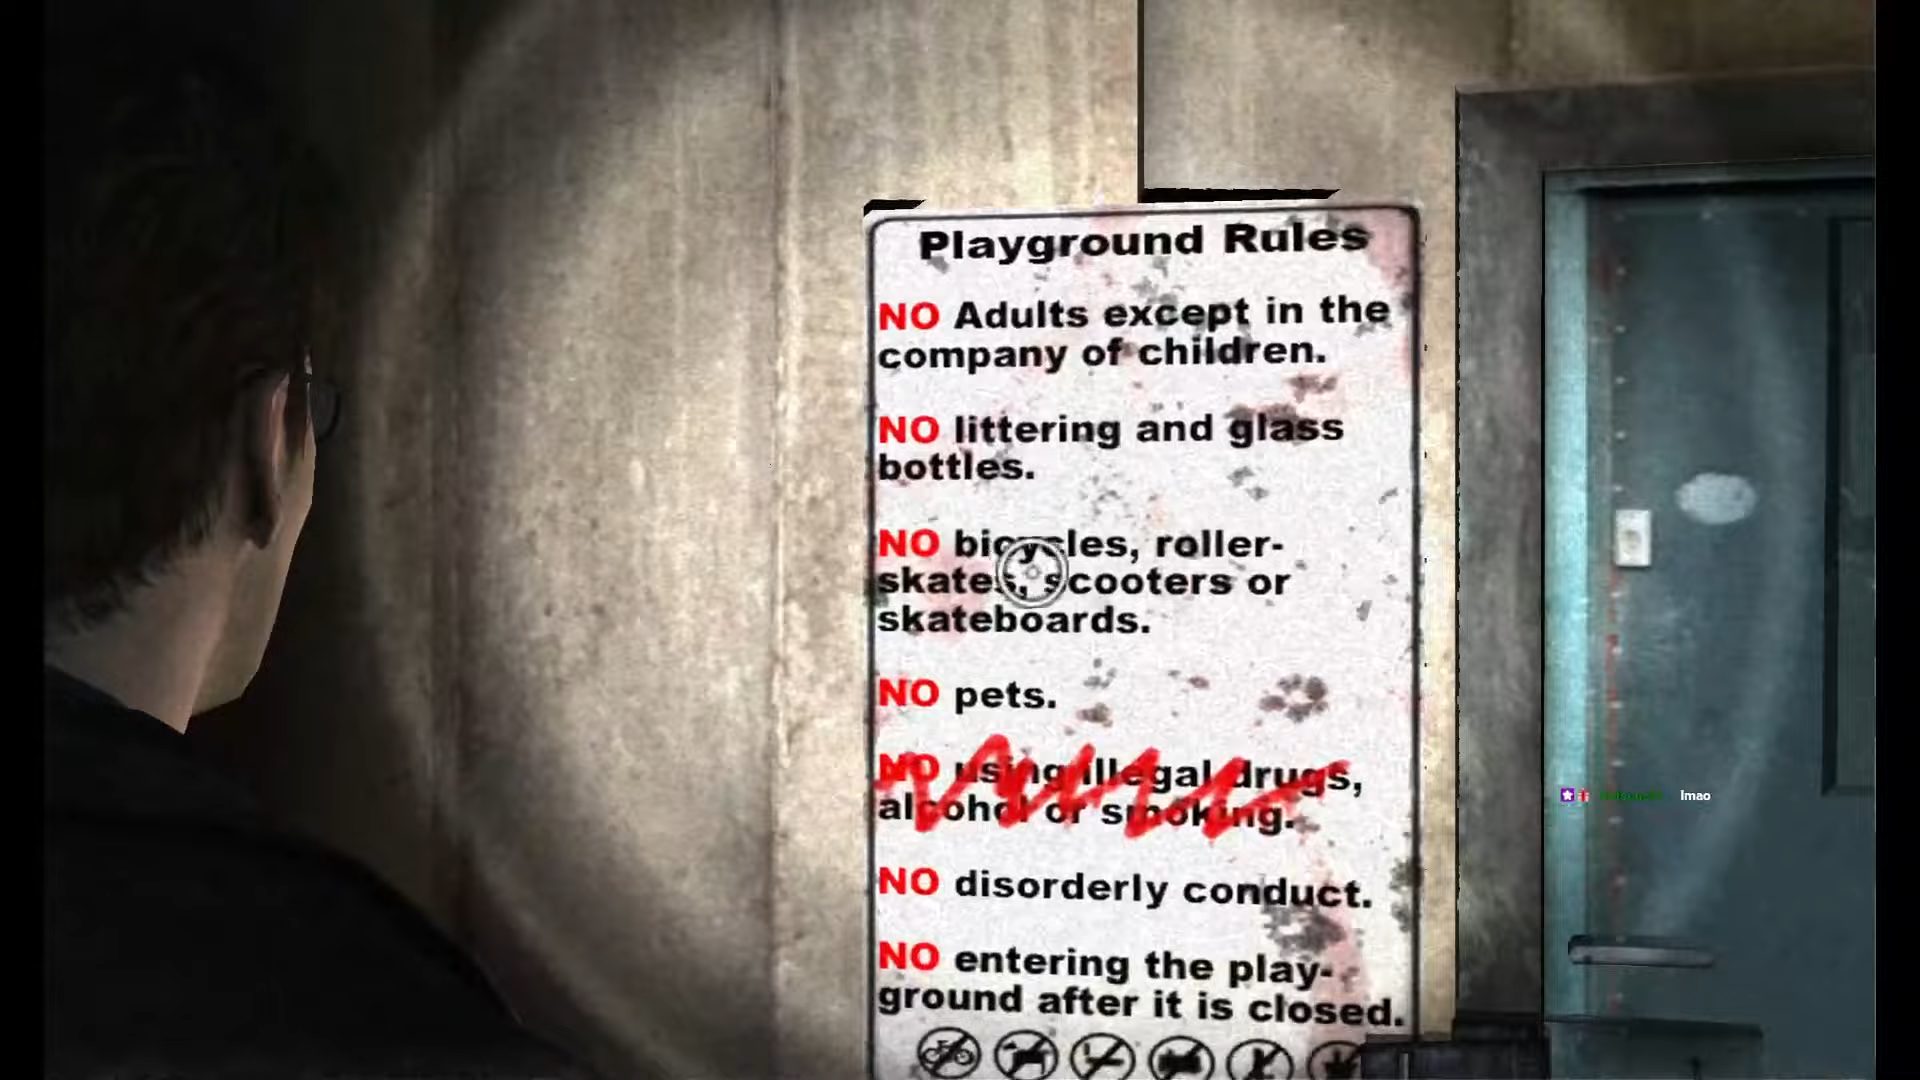 Playground Rules
NO Adults except in the
company of children.
NO littering and glass
bottles.
NO bicycles, roller-
skates, scooters or
skateboards.
NO pets.
NO using illegal drugs,
alcohol or smoking.
NO disorderly conduct.
NO entering the play-
ground after it is closed.
lmao